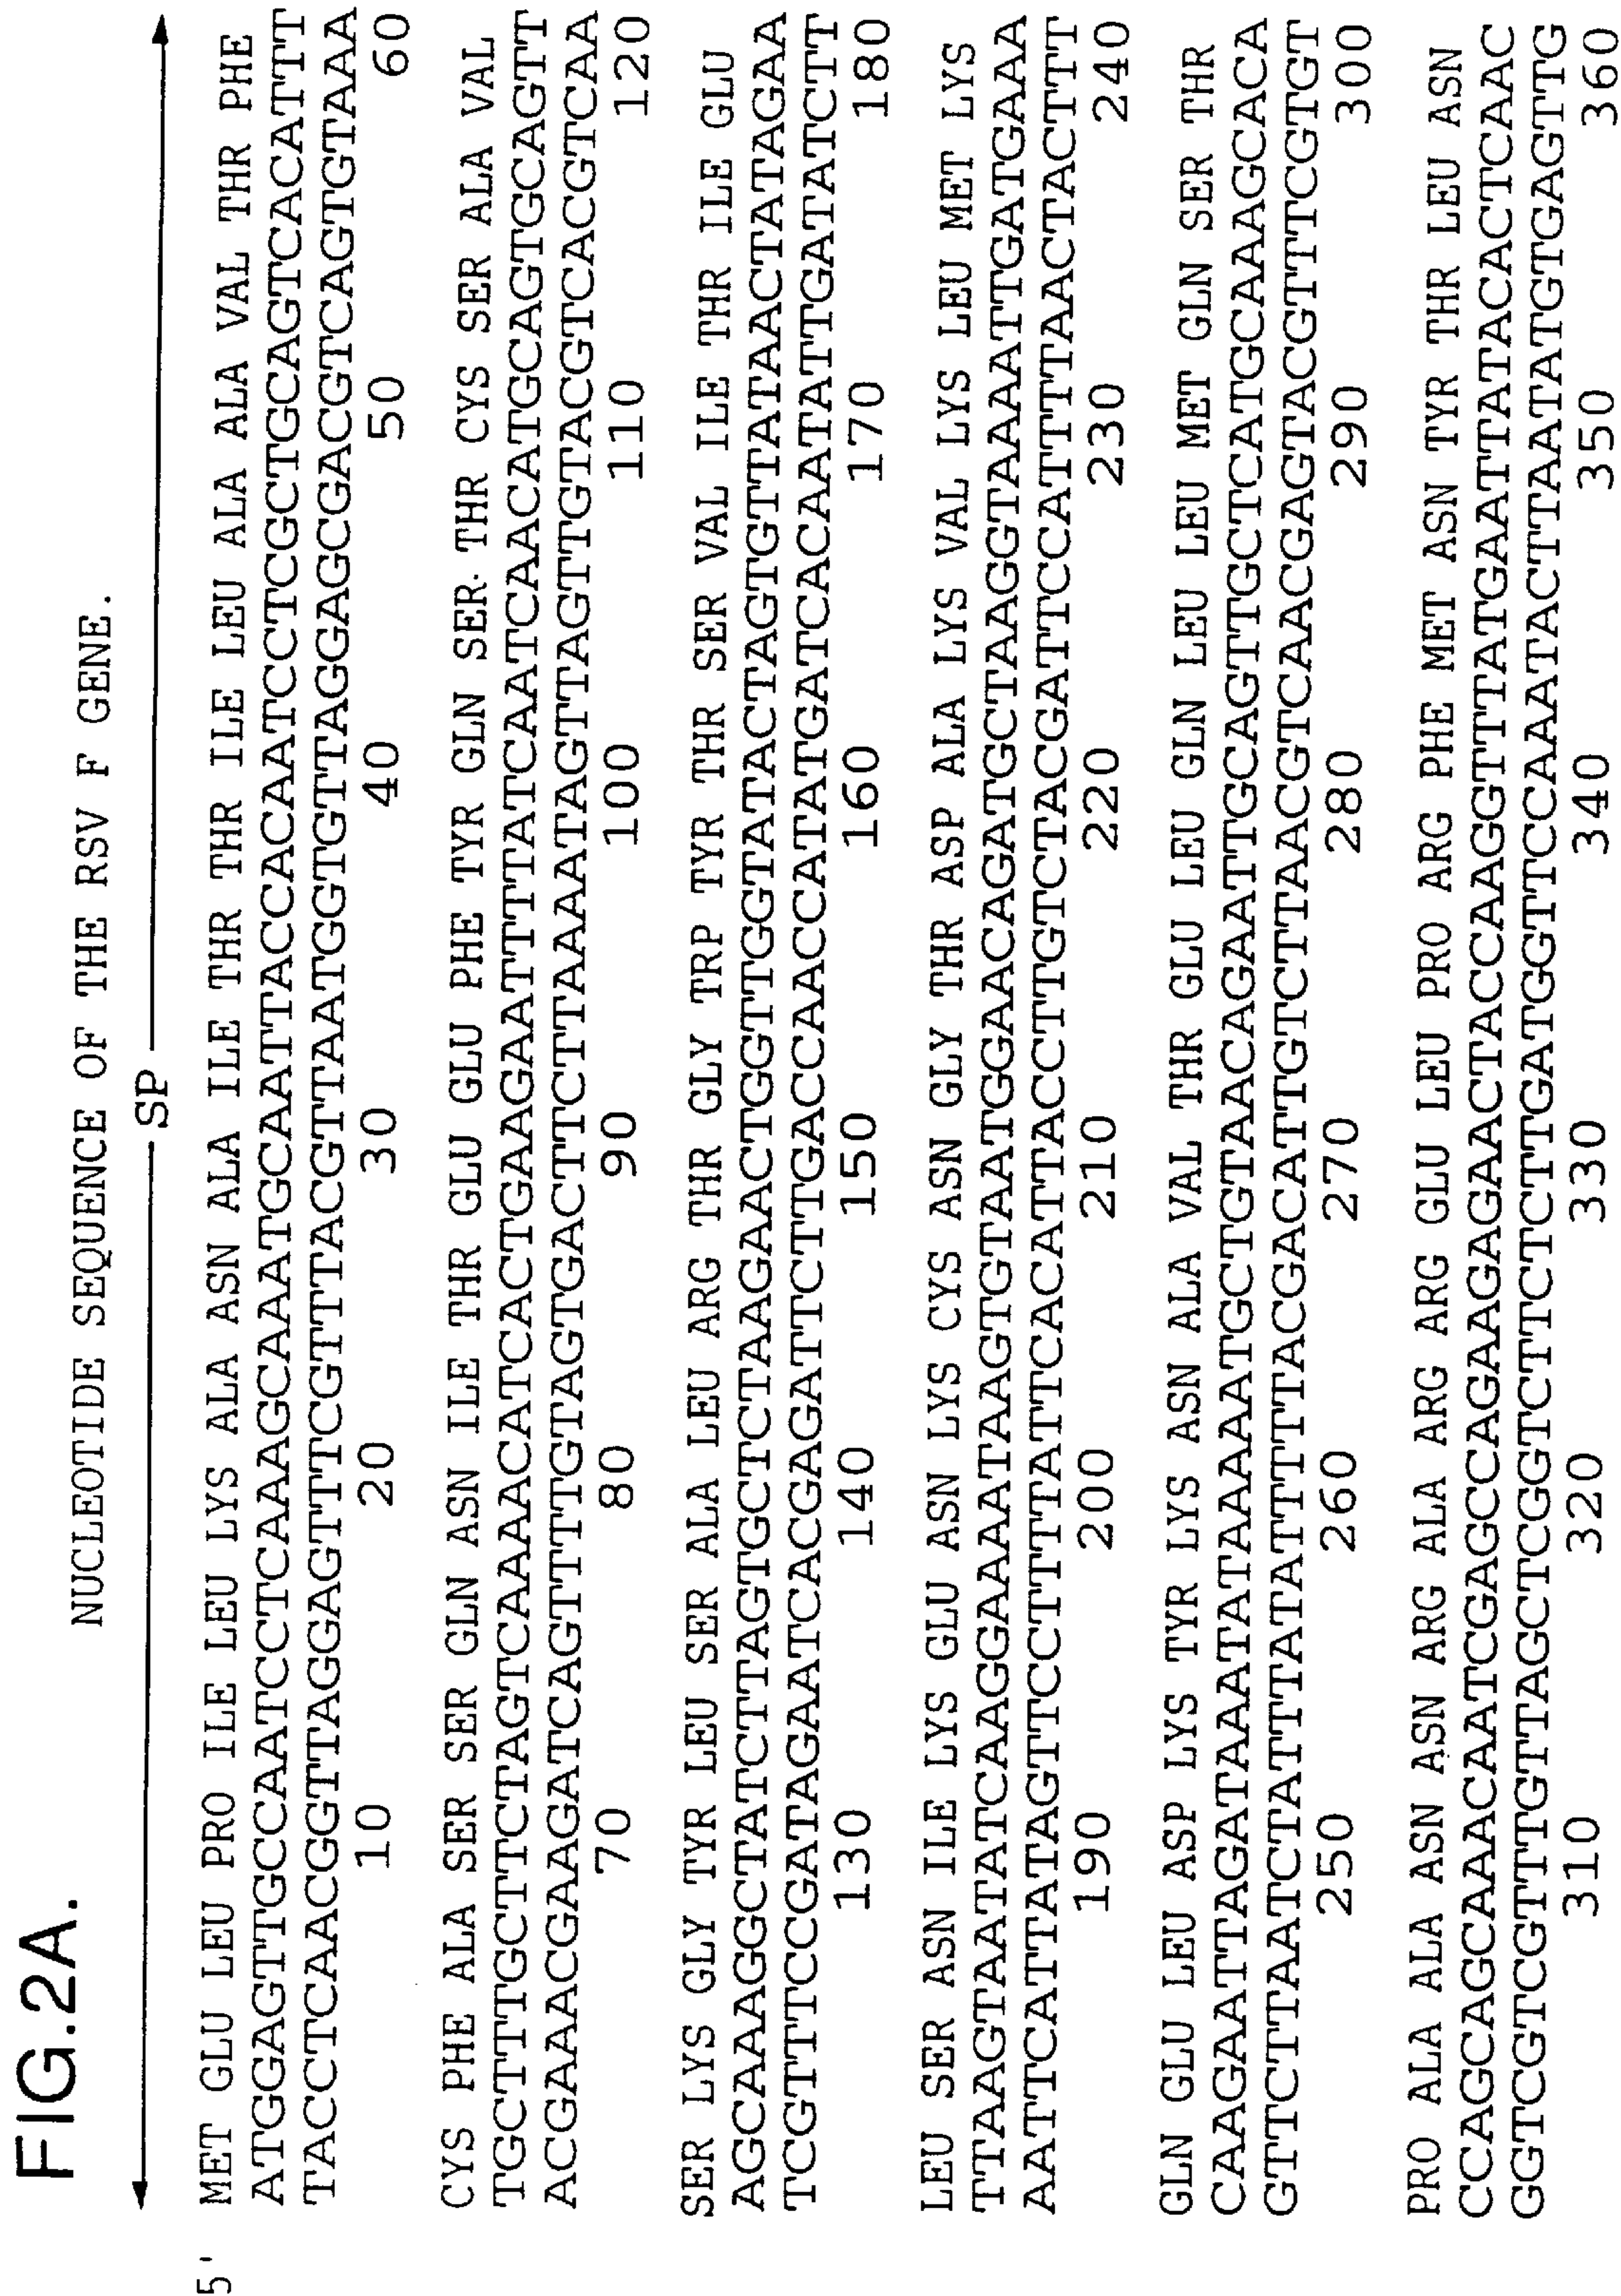 FIG.2A.
NUCLEOTIDE SEQUENCE OF THE RSV F GENE.
SP
5' MET GLU LEU PRO ILE LEU LYS ALA ASN ALA ILE THR THR ILE LEU ALA ALA VAL THR PHE
ATGGAGTTGCCAATCCTCAAAGCAAATGCAATTACCACAATCCTCGCTGCAGTCACATTT
TACCTCAACGGTTAGGAGTTTCGTTTACGTTAATGGTGTTAGGAGCGACGTCAGTGTAAA
10 20 30 40 50 60
CYS PHE ALA SER SER GLN ASN ILE THR GLU GLU PHE TYR GLN SER THR CYS SER ALA VAL
TGCTTTGCTTCTAGTCAAAACATCACTGAAGAATTTTATCAATCAACATGCAGTGCAGTT
ACGAAACGAAGATCAGTTTTGTAGTGACTTCTTAAAATAGTTAGTTGTACGTCACGTCAA
70 80 90 100 110 120
SER LYS GLY TYR LEU SER ALA LEU ARG THR GLY TRP TYR THR SER VAL ILE THR ILE GLU
AGCAAAGGCTATCTTAGTGCTCTAAGAACTGGTTGGTATACTAGTGTTATAACTATAGAA
TCGTTTCCGATAGAATCACGAGATTCTTGACCAACCATATGATCACAATATTGATATCTT
130 140 150 160 170 180
LEU SER ASN ILE LYS GLU ASN LYS CYS ASN GLY THR ASP ALA LYS VAL LYS LEU MET LYS
TTAAGTAATATCAAGGAAAATAAGTGTAATGGAACAGATGCTAAGGTAAAATTGATGAAA
AATTCATTATAGTTCCTTTTATTCACATTACCTTGTCTACGATTCCATTTTAACTACTTT
190 200 210 220 230 240
GLN GLU LEU ASP LYS TYR LYS ASN ALA VAL THR GLU LEU GLN LEU LEU MET GLN SER THR
CAAGAATTAGATAAATATAAAAATGCTGTAACAGAATTGCAGTTGCTCATGCAAAGCACA
GTTCTTAATCTATTTATATTTTTACGACATTGTCTTAACGTCAACGAGTACGTTTCGTGT
250 260 270 280 290 300
PRO ALA ALA ASN ASN ARG ALA ARG ARG GLU LEU PRO ARG PHE MET ASN TYR THR LEU ASN
CCAGCAGCAAACAATCGAGCCAGAAGAGAACTACCAAGGTTTATGAATTATACACTCAAC
GGTCGTCGTTTGTTAGCTCGGTCTTCTCTTGATGGTTCCAAATACTTAATATGTGAGTTG
310 320 330 340 350 360